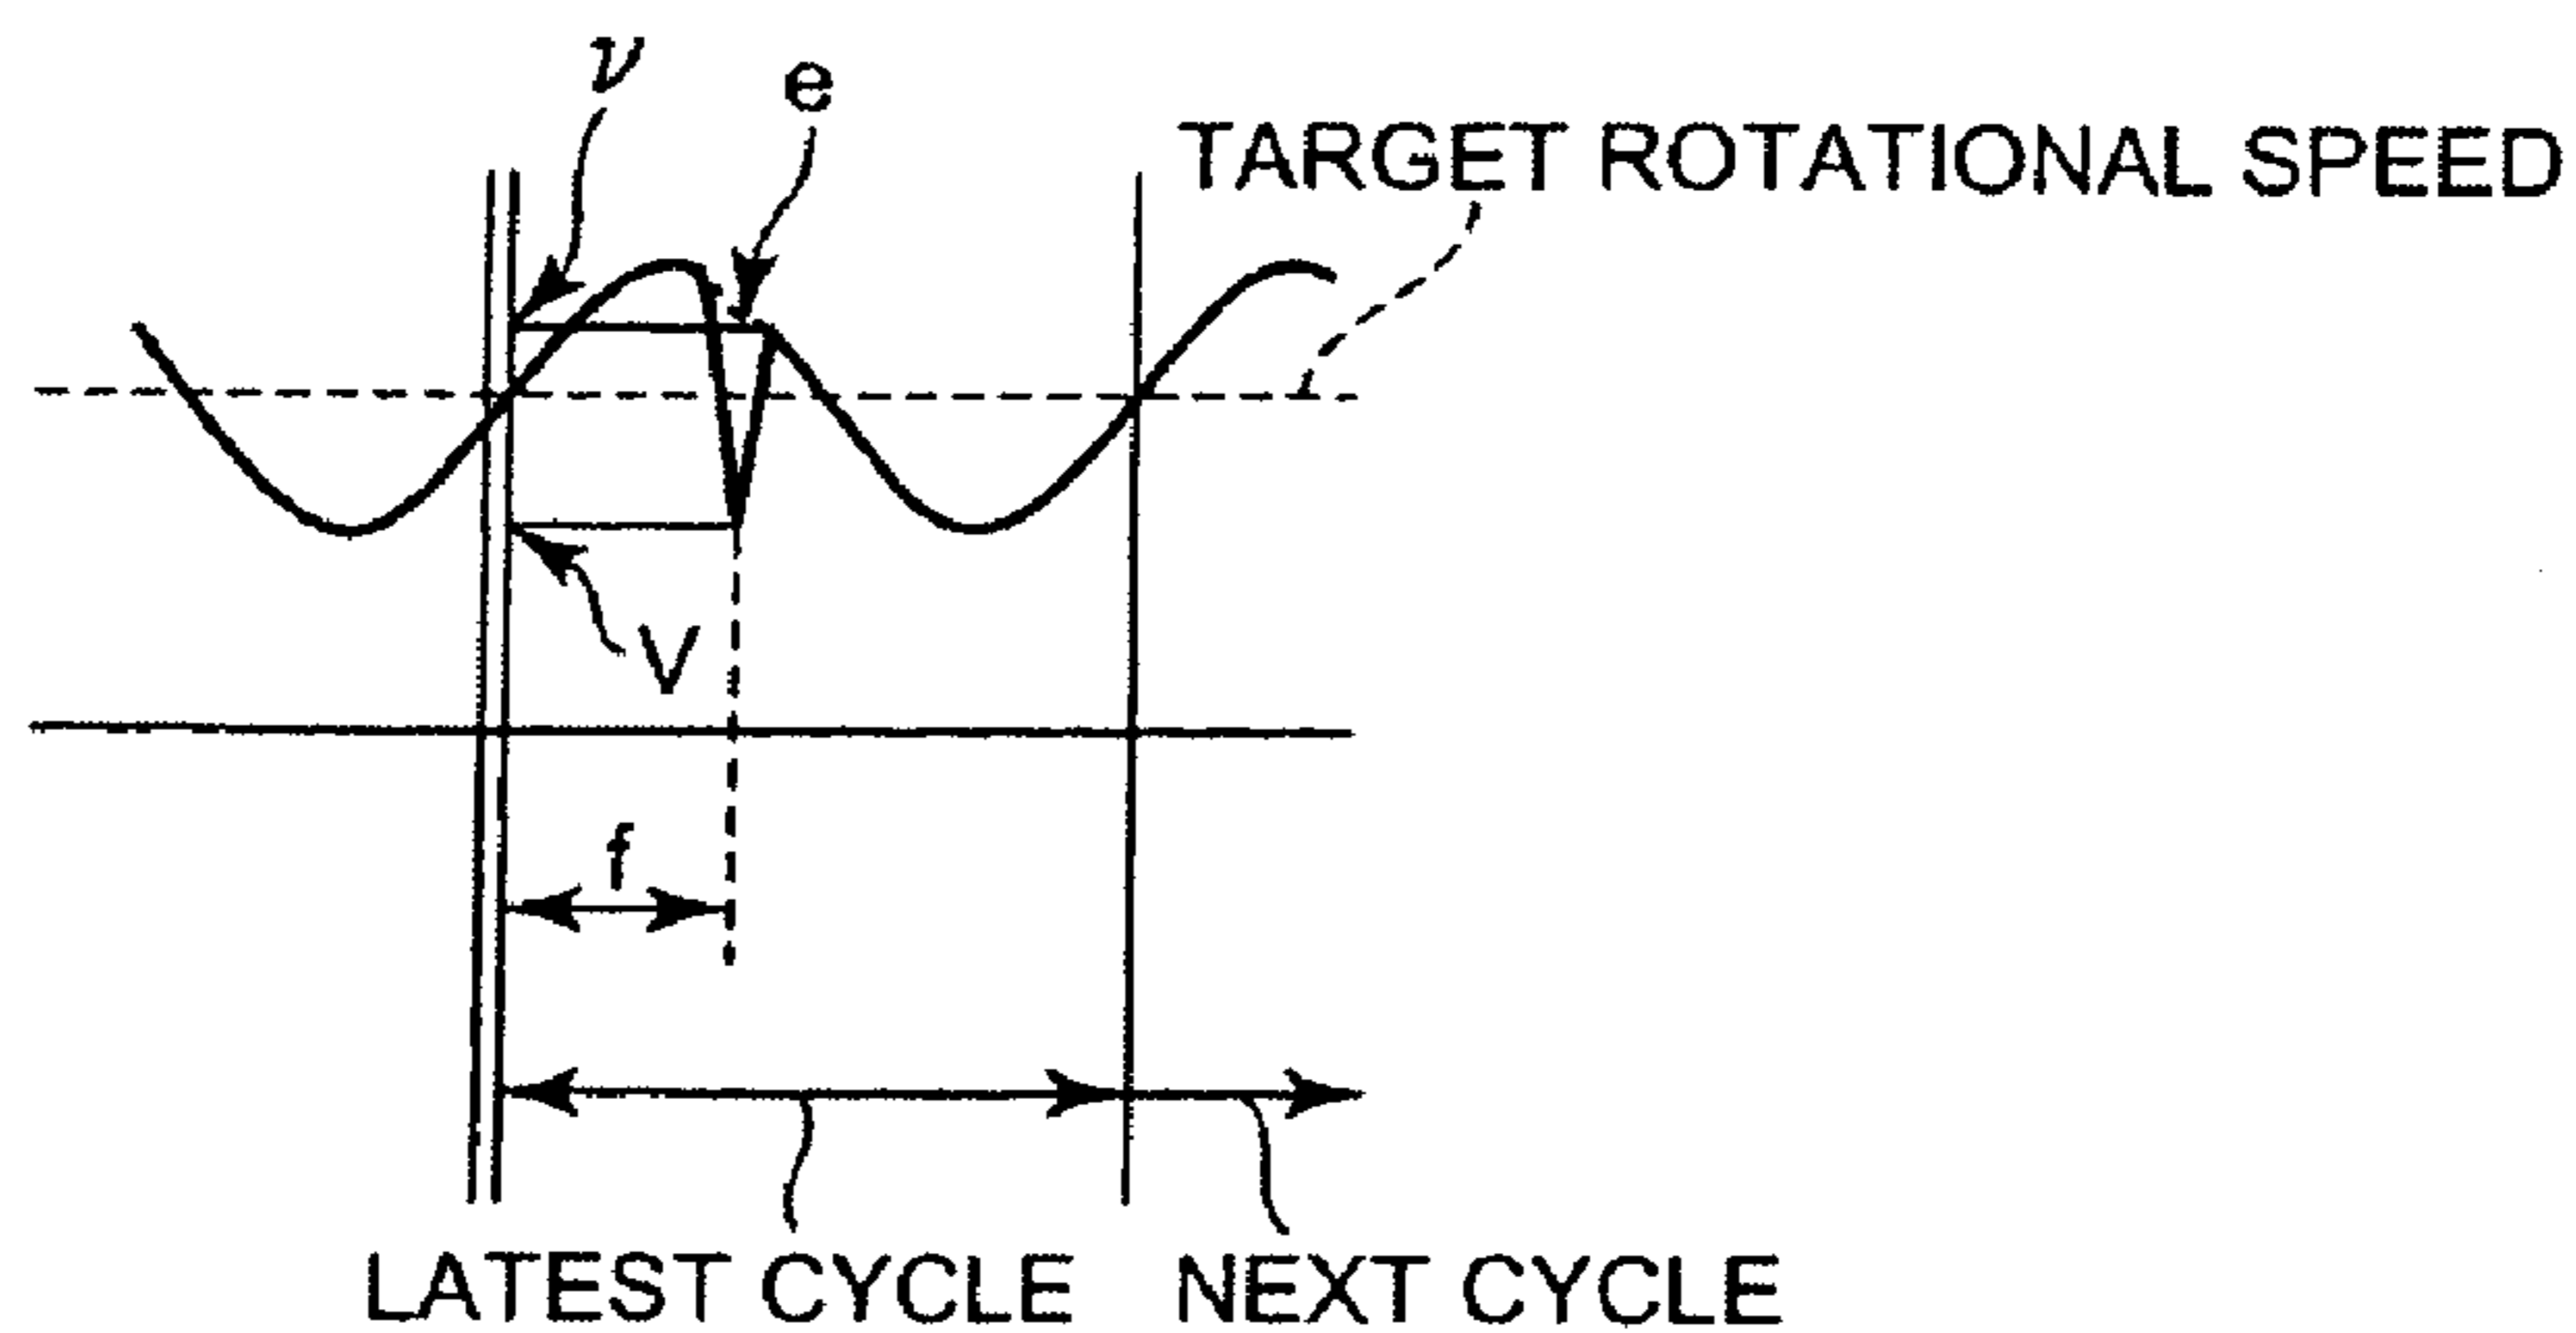 ν
e
TARGET ROTATIONAL SPEED
V
f
LATEST CYCLE
NEXT CYCLE